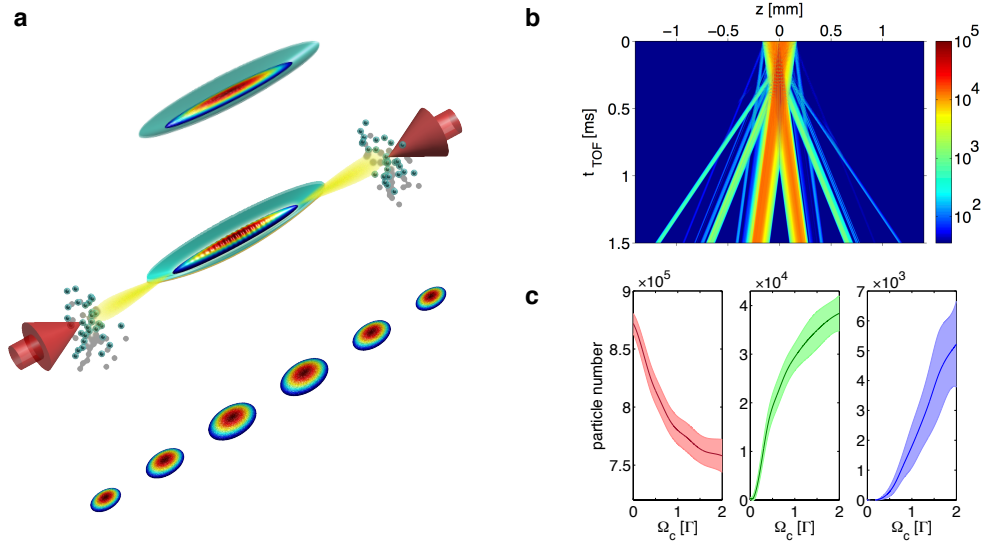 a
b
z [mm]
−1 −0.5 0 0.5 1
0
0.5
1
1.5
t TOF [ms]
10^5
10^4
10^3
10^2
c
×10^5
9
8.5
8
7.5
particle number
0 1 2
Ω_c [Γ]
×10^4
4
3
2
1
0
0 1 2
Ω_c [Γ]
×10^3
7
6
5
4
3
2
1
0
0 1 2
Ω_c [Γ]